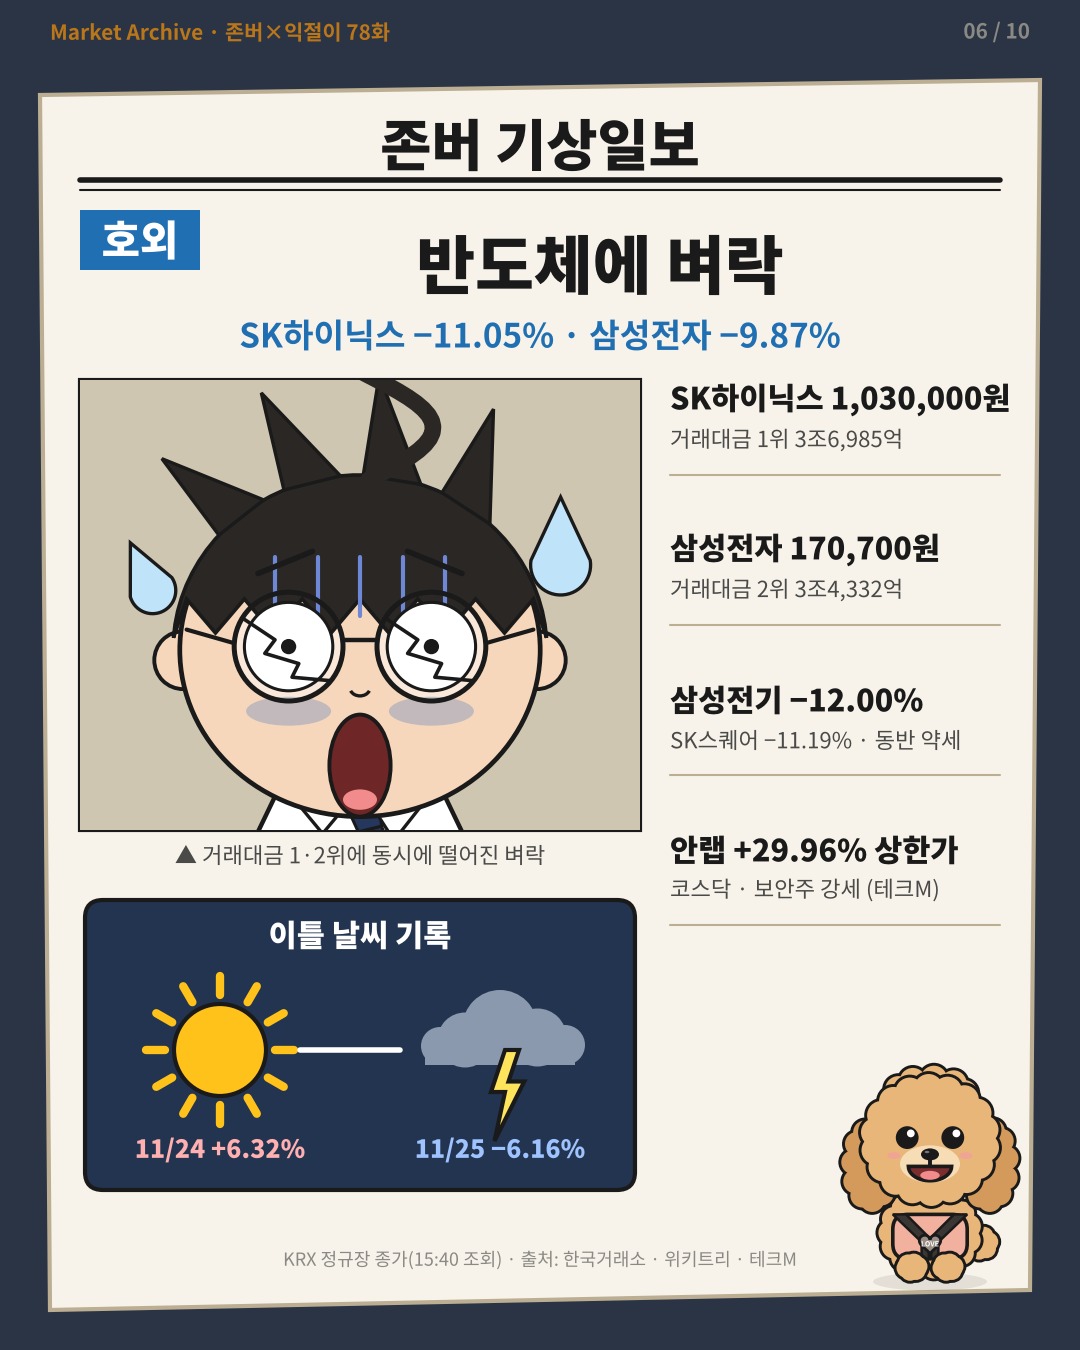 Market Archive · 존버×익절이 78화
06 / 10
존버 기상일보
호외
반도체에 벼락
SK하이닉스 −11.05% · 삼성전자 −9.87%
SK하이닉스 1,030,000원
거래대금 1위 3조6,985억
삼성전자 170,700원
거래대금 2위 3조4,332억
삼성전기 −12.00%
SK스퀘어 −11.19% · 동반 약세
안랩 +29.96% 상한가
코스닥 · 보안주 강세 (테크M)
▲ 거래대금 1·2위에 동시에 떨어진 벼락
이틀 날씨 기록
11/24 +6.32%
11/25 −6.16%
LOVE
KRX 정규장 종가(15:40 조회) · 출처: 한국거래소 · 위키트리 · 테크M